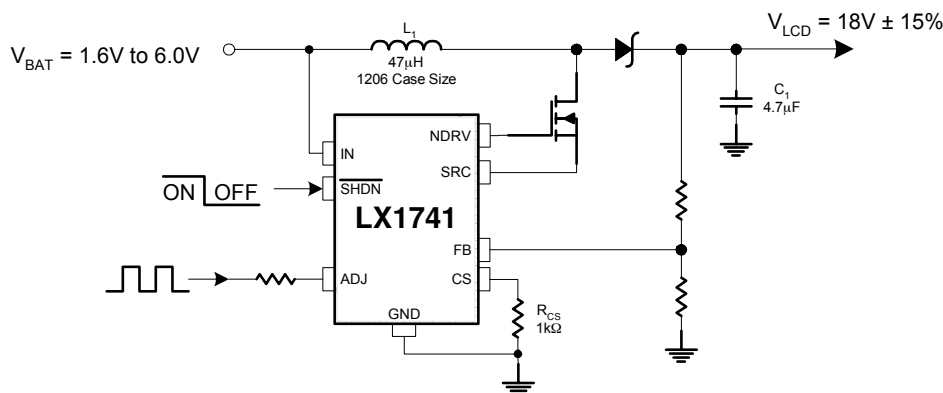 V_LCD = 18V ± 15%
L₁
V_BAT = 1.6V to 6.0V
47µH
1206 Case Size
C₁
4.7µF
NDRV
IN
SRC
ON OFF
SHDN
LX1741
FB
ADJ
CS
GND
R_CS
1kΩ